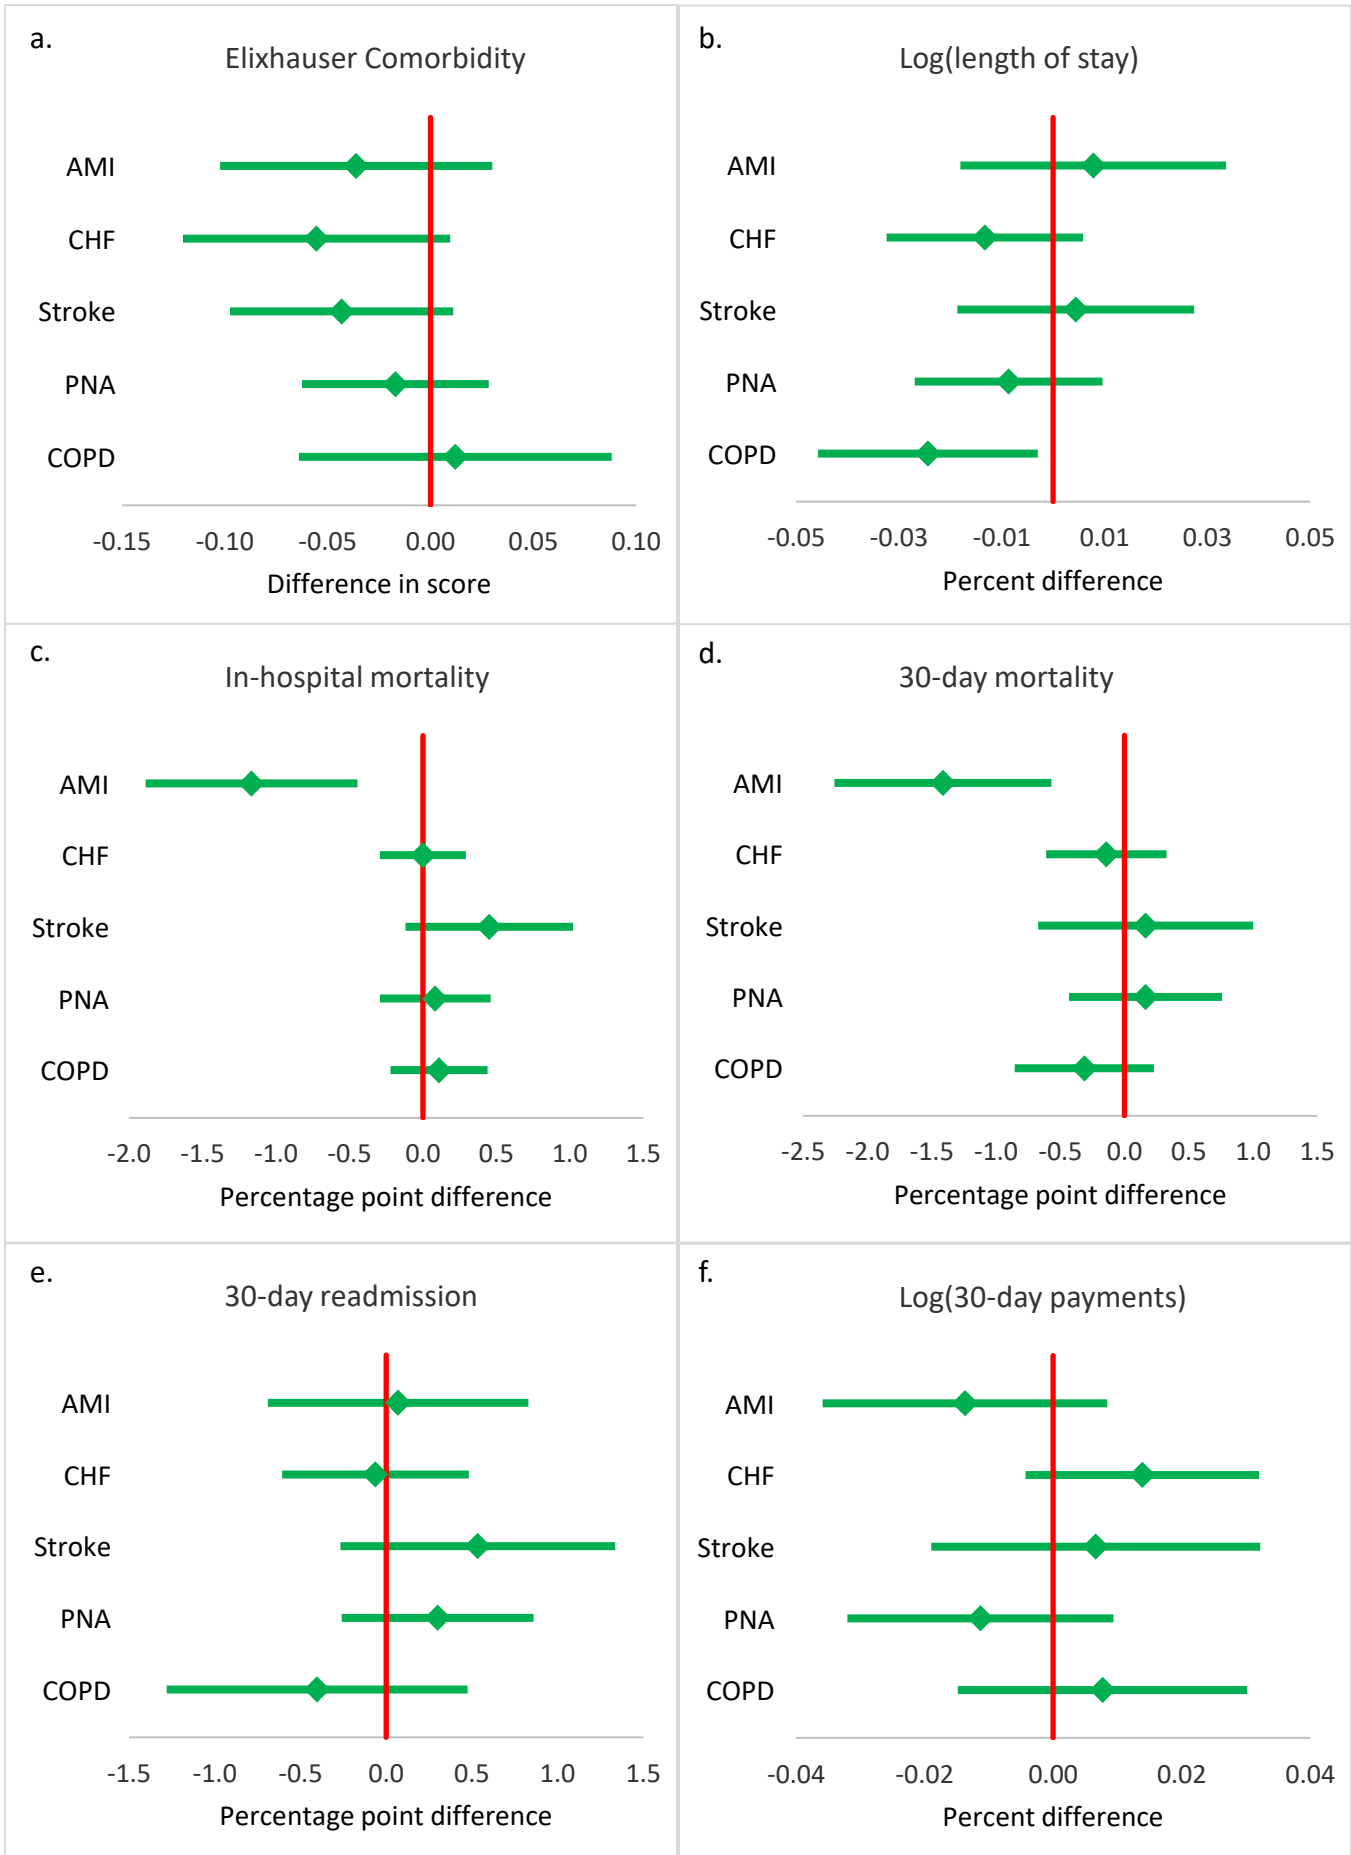 a.
Elixhauser Comorbidity
AMI
CHF
Stroke
PNA
COPD
-0.15 -0.10 -0.05 0.00 0.05 0.10
Difference in score
b.
Log(length of stay)
AMI
CHF
Stroke
PNA
COPD
-0.05 -0.03 -0.01 0.01 0.03 0.05
Percent difference
c.
In-hospital mortality
AMI
CHF
Stroke
PNA
COPD
-2.0 -1.5 -1.0 -0.5 0.0 0.5 1.0 1.5
Percentage point difference
d.
30-day mortality
AMI
CHF
Stroke
PNA
COPD
-2.5 -2.0 -1.5 -1.0 -0.5 0.0 0.5 1.0 1.5
Percentage point difference
e.
30-day readmission
AMI
CHF
Stroke
PNA
COPD
-1.5 -1.0 -0.5 0.0 0.5 1.0 1.5
Percentage point difference
f.
Log(30-day payments)
AMI
CHF
Stroke
PNA
COPD
-0.04 -0.02 0.00 0.02 0.04
Percent difference